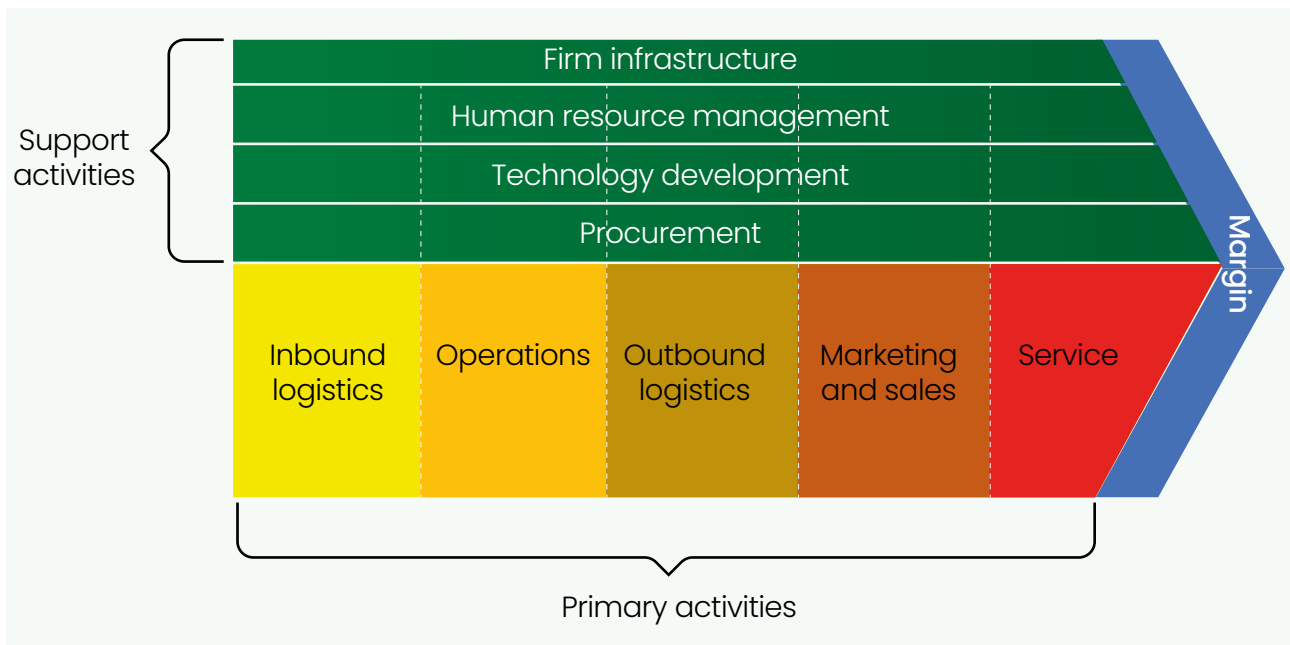 Firm infrastructure
Human resource management
Technology development
Procurement
Support
activities
Margin
Inbound
logistics
Operations
Outbound
logistics
Marketing
and sales
Service
Primary activities